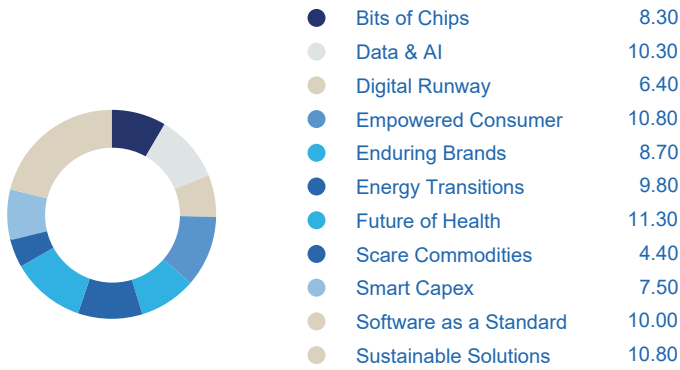 Bits of Chips 8.30
Data & AI 10.30
Digital Runway 6.40
Empowered Consumer 10.80
Enduring Brands 8.70
Energy Transitions 9.80
Future of Health 11.30
Scare Commodities 4.40
Smart Capex 7.50
Software as a Standard 10.00
Sustainable Solutions 10.80